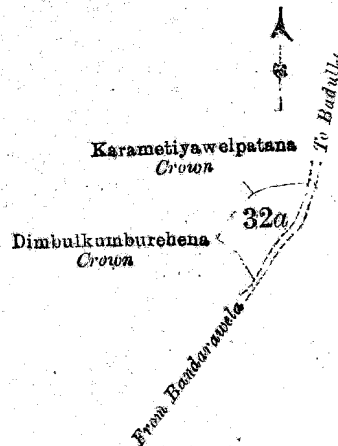 Karametiyawelpatana
Crown
To Badulla
32a
Dimbulkumburehena
Crown
From Bandarawela